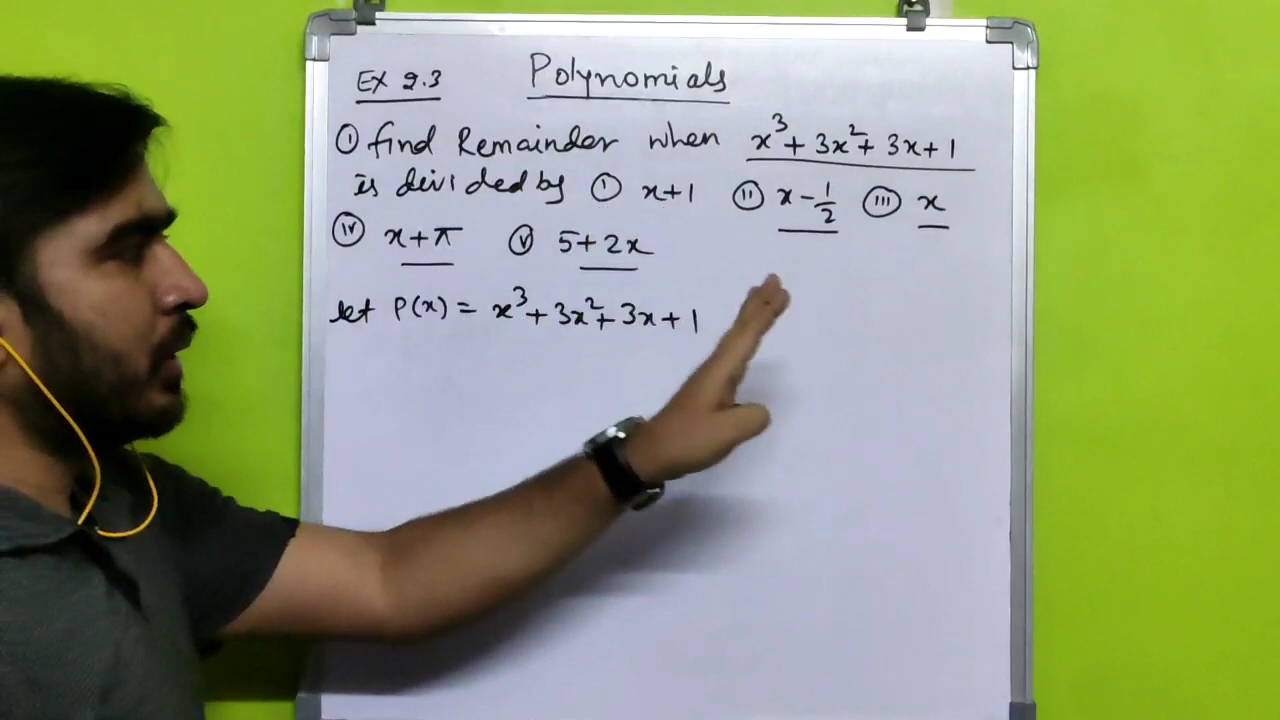 EX 2.3 Polynomials
① find Remainder when x³ + 3x² + 3x + 1
is divided by ⓘ x+1 ⓘⓘ x - 1/2 ⓘⓘⓘ x
ⓘⓥ x+π ⓥ 5+2x
let P(x) = x³ + 3x² + 3x + 1